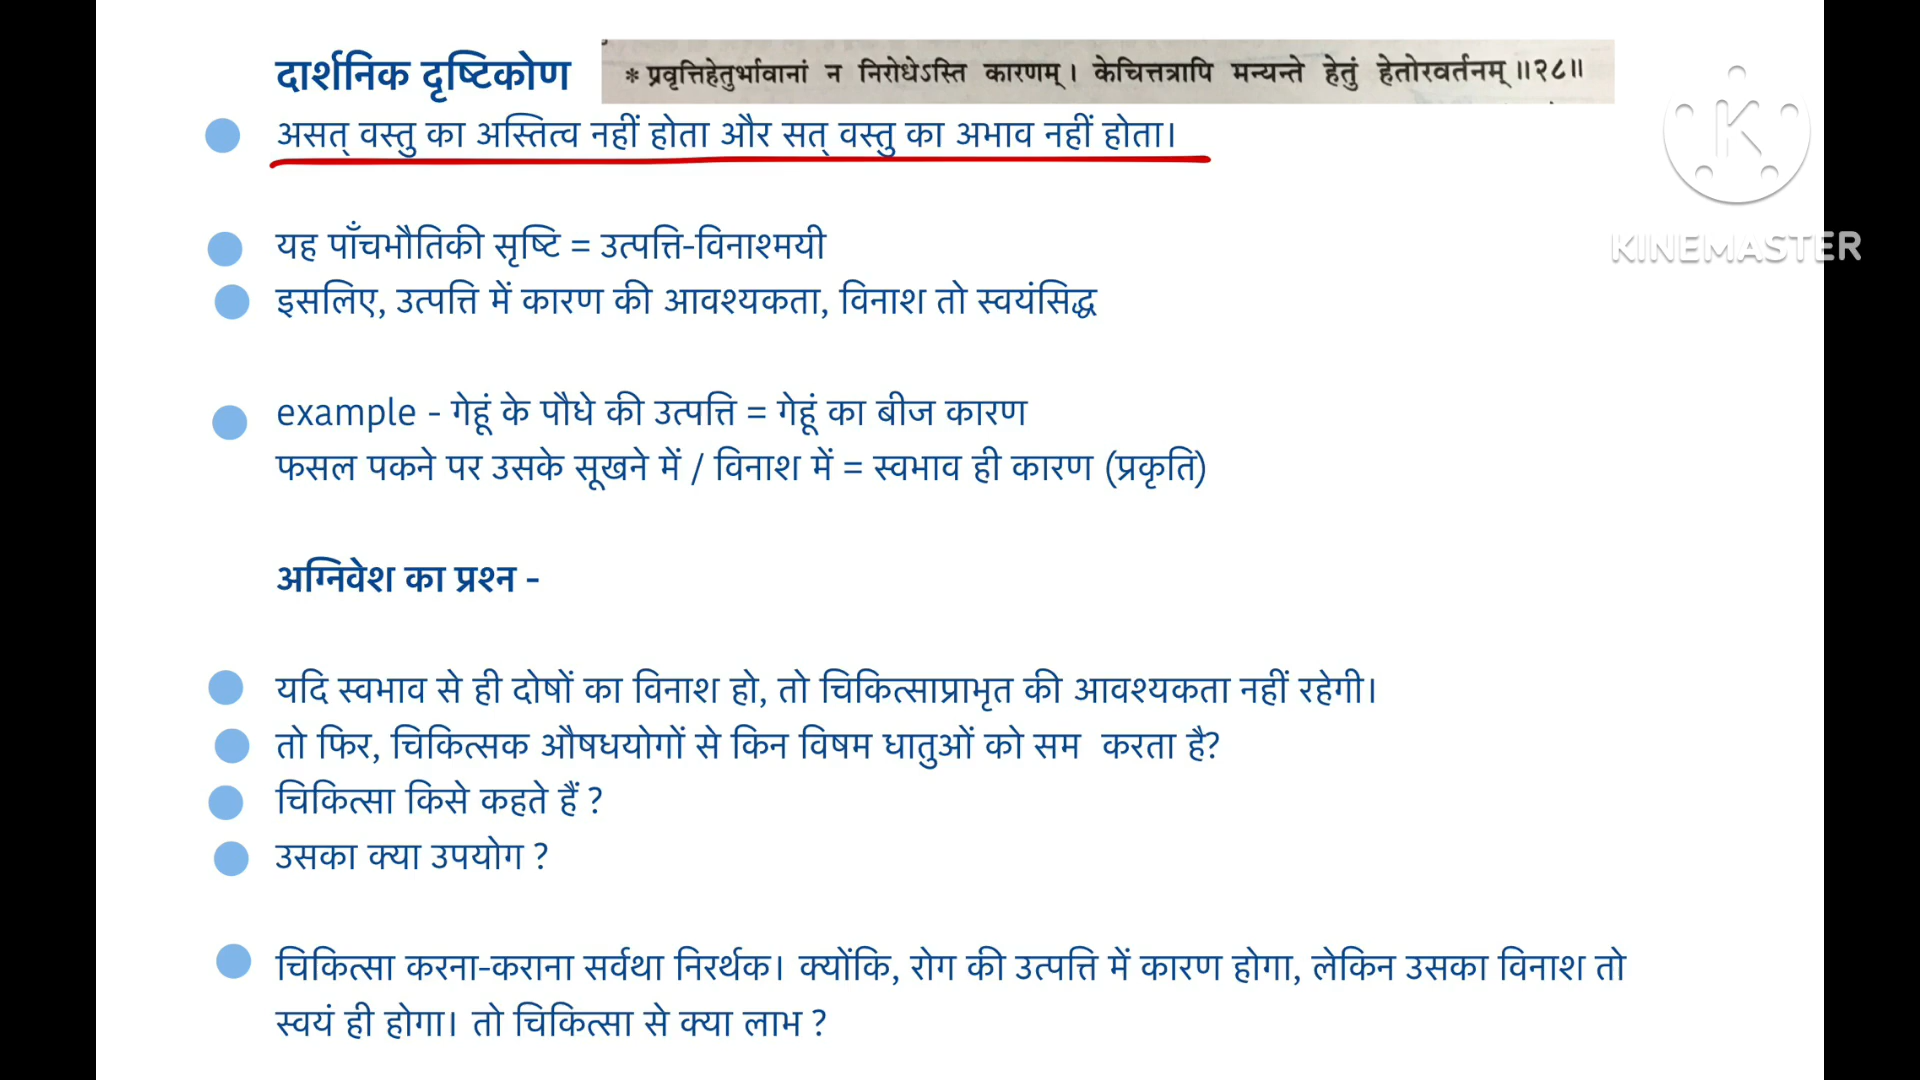 दार्शनिक दृष्टिकोण
* प्रवृत्तिहेतुर्भावानां न निरोधेऽस्ति कारणम् । केचित्तत्रापि मन्यन्ते हेतुं हेतोरवर्तनम् ॥२८॥
असत् वस्तु का अस्तित्व नहीं होता और सत् वस्तु का अभाव नहीं होता।
KINEMASTER
यह पाँचभौतिकी सृष्टि = उत्पत्ति-विनाश्मयी
इसलिए, उत्पत्ति में कारण की आवश्यकता, विनाश तो स्वयंसिद्ध
example - गेहूं के पौधे की उत्पत्ति = गेहूं का बीज कारण
फसल पकने पर उसके सूखने में / विनाश में = स्वभाव ही कारण (प्रकृति)
अग्निवेश का प्रश्न -
यदि स्वभाव से ही दोषों का विनाश हो, तो चिकित्साप्राभृत की आवश्यकता नहीं रहेगी।
तो फिर, चिकित्सक औषधयोगों से किन विषम धातुओं को सम करता है?
चिकित्सा किसे कहते हैं ?
उसका क्या उपयोग ?
चिकित्सा करना-कराना सर्वथा निरर्थक। क्योंकि, रोग की उत्पत्ति में कारण होगा, लेकिन उसका विनाश तो
स्वयं ही होगा। तो चिकित्सा से क्या लाभ ?